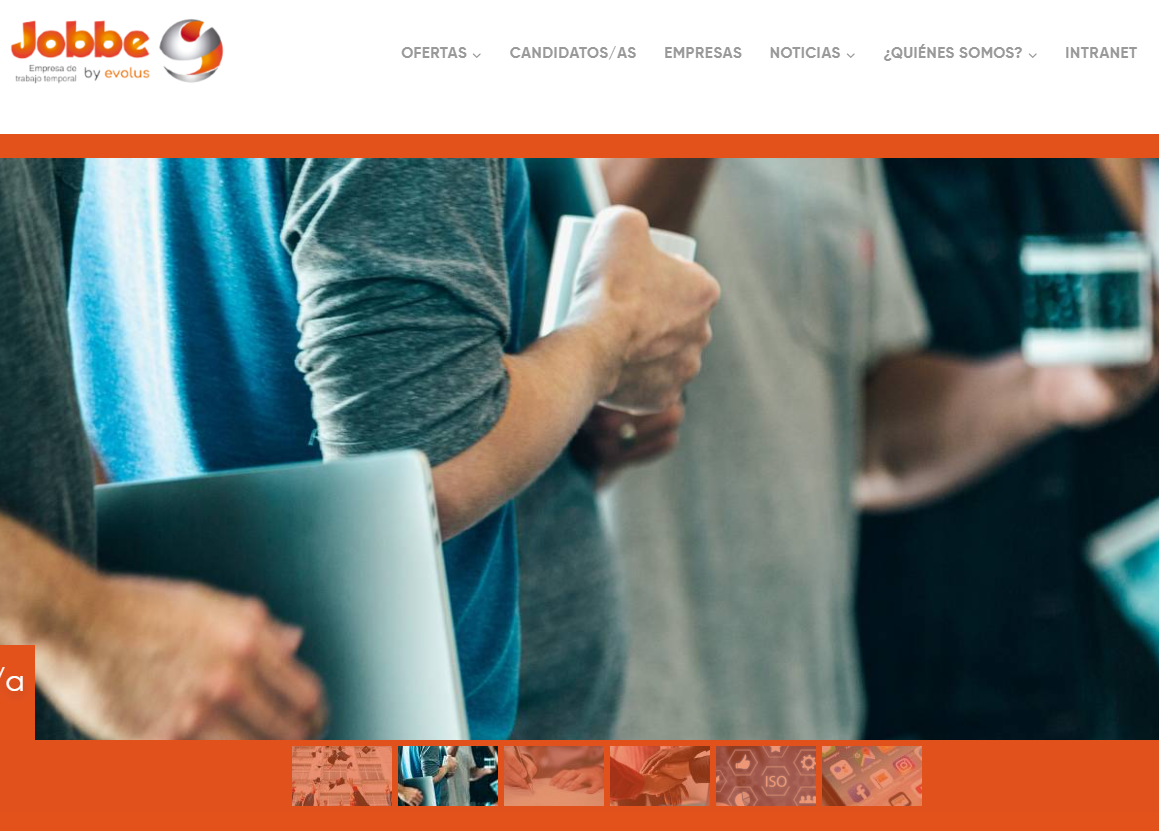 Jobbe
Empresa de
trabajo temporal
by evolus
OFERTAS
CANDIDATOS/AS
EMPRESAS
NOTICIAS
¿QUIÉNES SOMOS?
INTRANET
/a
ISO